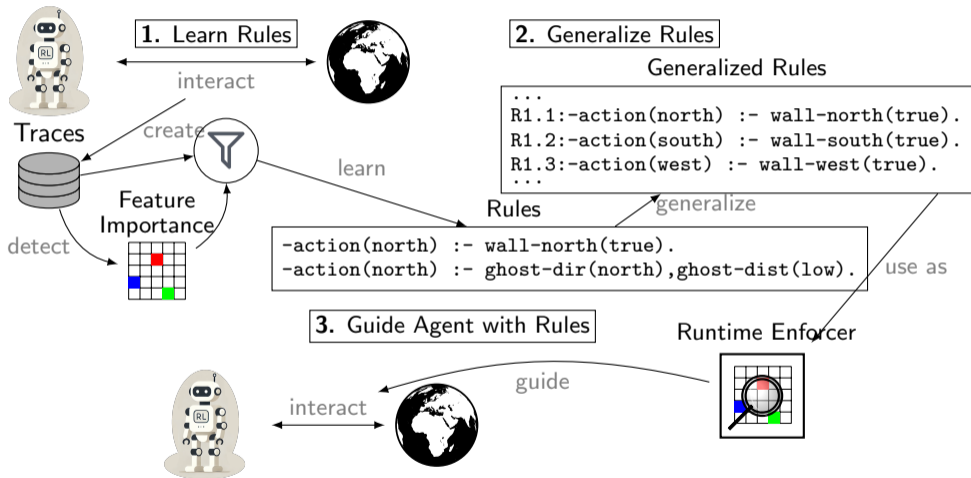 1. Learn Rules
RL
interact
Traces
create
Feature
Importance
detect
learn
2. Generalize Rules
Generalized Rules
...
R1.1:-action(north) :- wall-north(true).
R1.2:-action(south) :- wall-south(true).
R1.3:-action(west) :- wall-west(true).
...
generalize
Rules
-action(north) :- wall-north(true).
-action(north) :- ghost-dir(north),ghost-dist(low).
use as
3. Guide Agent with Rules
Runtime Enforcer
guide
RL
interact